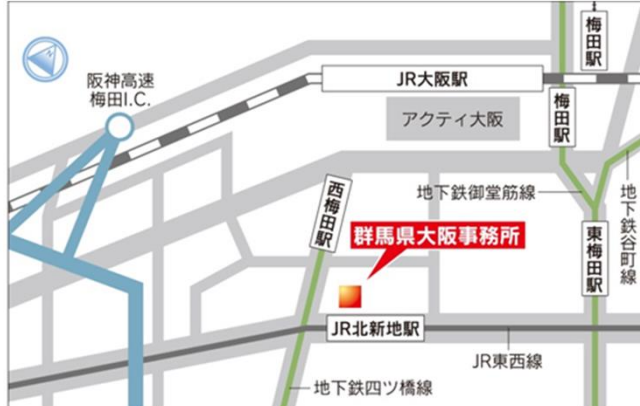 梅田駅
阪神高速
梅田I.C.
JR大阪駅
アクティ大阪
梅田駅
地下鉄御堂筋線
地下鉄谷町線
西梅田駅
群馬県大阪事務所
東梅田駅
JR北新地駅
JR東西線
地下鉄四ツ橋線